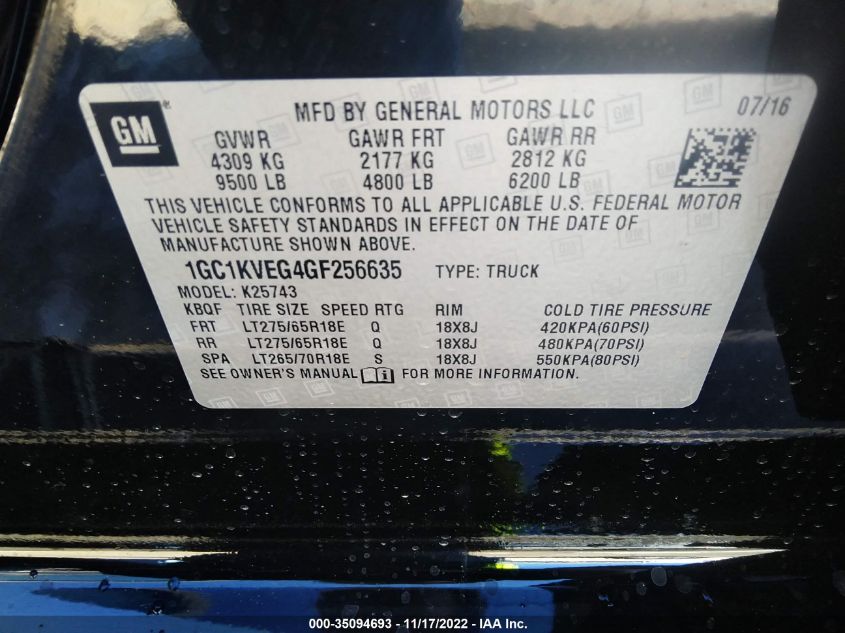 GM ® MFD BY GENERAL MOTORS LLC 07/16
GVWR GAWR FRT GAWR RR
4309 KG 2177 KG 2812 KG
9500 LB 4800 LB 6200 LB
THIS VEHICLE CONFORMS TO ALL APPLICABLE U.S. FEDERAL MOTOR
VEHICLE SAFETY STANDARDS IN EFFECT ON THE DATE OF
MANUFACTURE SHOWN ABOVE.
1GC1KVEG4GF256635 TYPE: TRUCK
MODEL: K25743
KBQF TIRE SIZE SPEED RTG RIM COLD TIRE PRESSURE
FRT LT275/65R18E Q 18X8J 420KPA(60PSI)
RR LT275/65R18E Q 18X8J 480KPA(70PSI)
SPA LT265/70R18E S 18X8J 550KPA(80PSI)
SEE OWNER'S MANUAL FOR MORE INFORMATION.
000-35094693 - 11/17/2022 - IAA Inc.